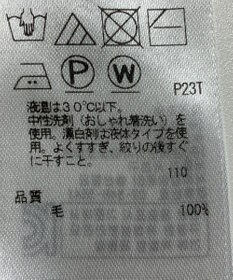 P W
P23T
液温は30℃以下。
中性洗剤(おしゃれ着洗い)を
使用。漂白剤は液体タイプを使
用。よくすすぎ、絞りの後すぐ
に干すこと。
110
品質
毛 100%